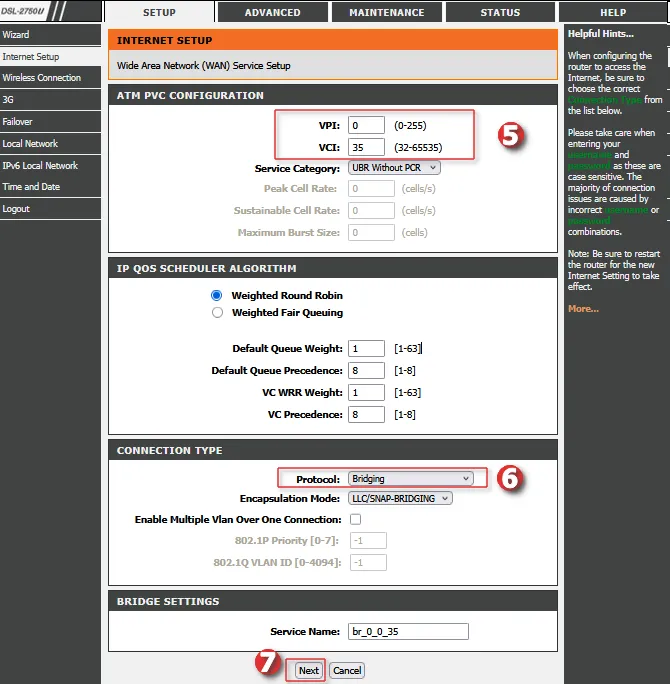 DSL-2750U
SETUP
ADVANCED
MAINTENANCE
STATUS
HELP
Wizard
Internet Setup
Wireless Connection
3G
Failover
Local Network
IPv6 Local Network
Time and Date
Logout
INTERNET SETUP
Wide Area Network (WAN) Service Setup
ATM PVC CONFIGURATION
VPI: 0 (0-255)
VCI: 35 (32-65535)
5
Service Category: UBR Without PCR
Peak Cell Rate: 0 (cells/s)
Sustainable Cell Rate: 0 (cells/s)
Maximum Burst Size: 0 (cells)
IP QOS SCHEDULER ALGORITHM
Weighted Round Robin
Weighted Fair Queuing
Default Queue Weight: 1 [1-63]
Default Queue Precedence: 8 [1-8]
VC WRR Weight: 1 [1-63]
VC Precedence: 8 [1-8]
CONNECTION TYPE
Protocol: Bridging
6
Encapsulation Mode: LLC/SNAP-BRIDGING
Enable Multiple Vlan Over One Connection:
802.1P Priority [0-7]: -1
802.1Q VLAN ID [0-4094]: -1
BRIDGE SETTINGS
Service Name: br_0_0_35
7
Next Cancel
Helpful Hints...
When configuring the
router to access the
Internet, be sure to
choose the correct
Connection Type from
the list below.
Please take care when
entering your
username and
password as these are
case sensitive. The
majority of connection
issues are caused by
incorrect username or
password
combinations.
Note: Be sure to restart
the router for the new
Internet Setting to take
effect.
More...